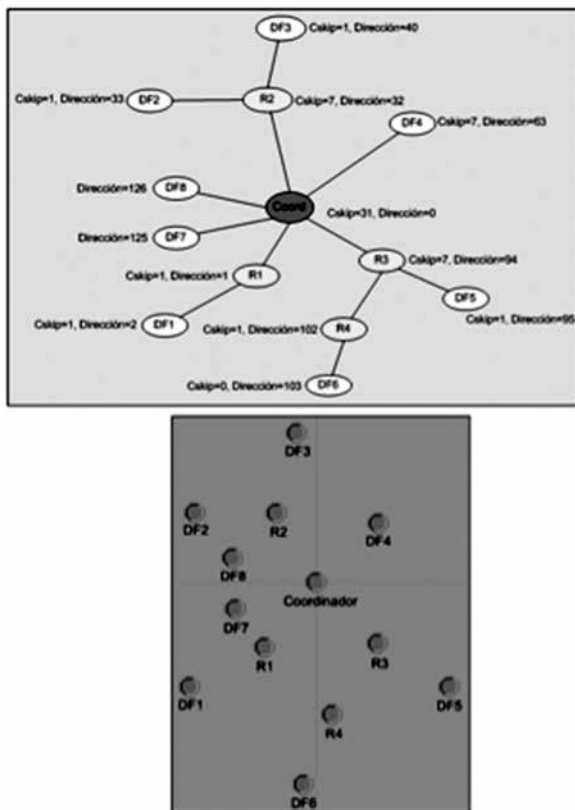 DF3
Cskip=1, Dirección=40
Cskip=1, Dirección=33
DF2
R2
Cskip=7, Dirección=32
DF4
Cskip=7, Dirección=63
Dirección=126
DF8
Coord
Cskip=31, Dirección=0
Dirección=125
DF7
R3
Cskip=7, Dirección=94
Cskip=1, Dirección=1
R1
DF5
Cskip=1, Dirección=95
Cskip=1, Dirección=2
DF1
Cskip=1, Dirección=102
R4
Cskip=0, Dirección=103
DF6
DF3
DF2
R2
DF4
DF8
Coordinador
DF7
R1
R3
DF1
DF5
R4
DF6